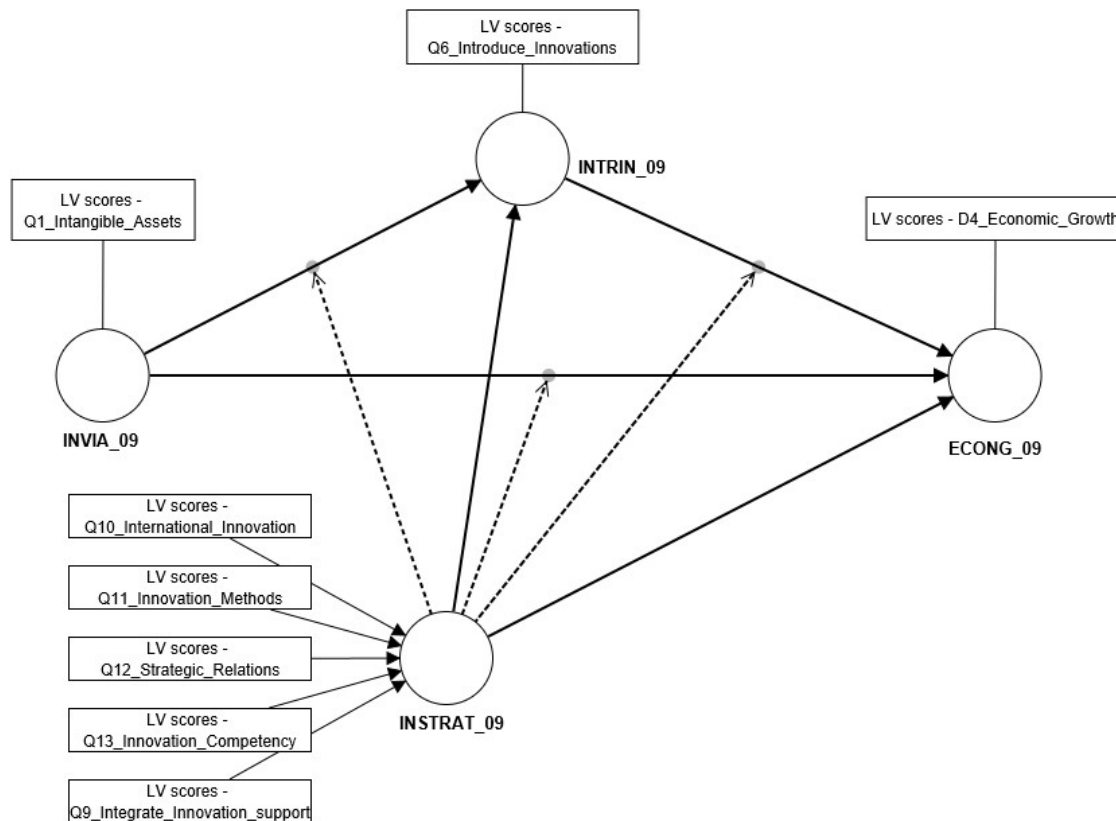 LV scores -
Q6_Introduce_Innovations
INTRIN_09
LV scores -
Q1_Intangible_Assets
LV scores - D4_Economic_Growth
INVIA_09
ECONG_09
LV scores -
Q10_International_Innovation
LV scores -
Q11_Innovation_Methods
LV scores -
Q12_Strategic_Relations
LV scores -
Q13_Innovation_Competency
LV scores -
Q9_Integrate_Innovation_support
INSTRAT_09